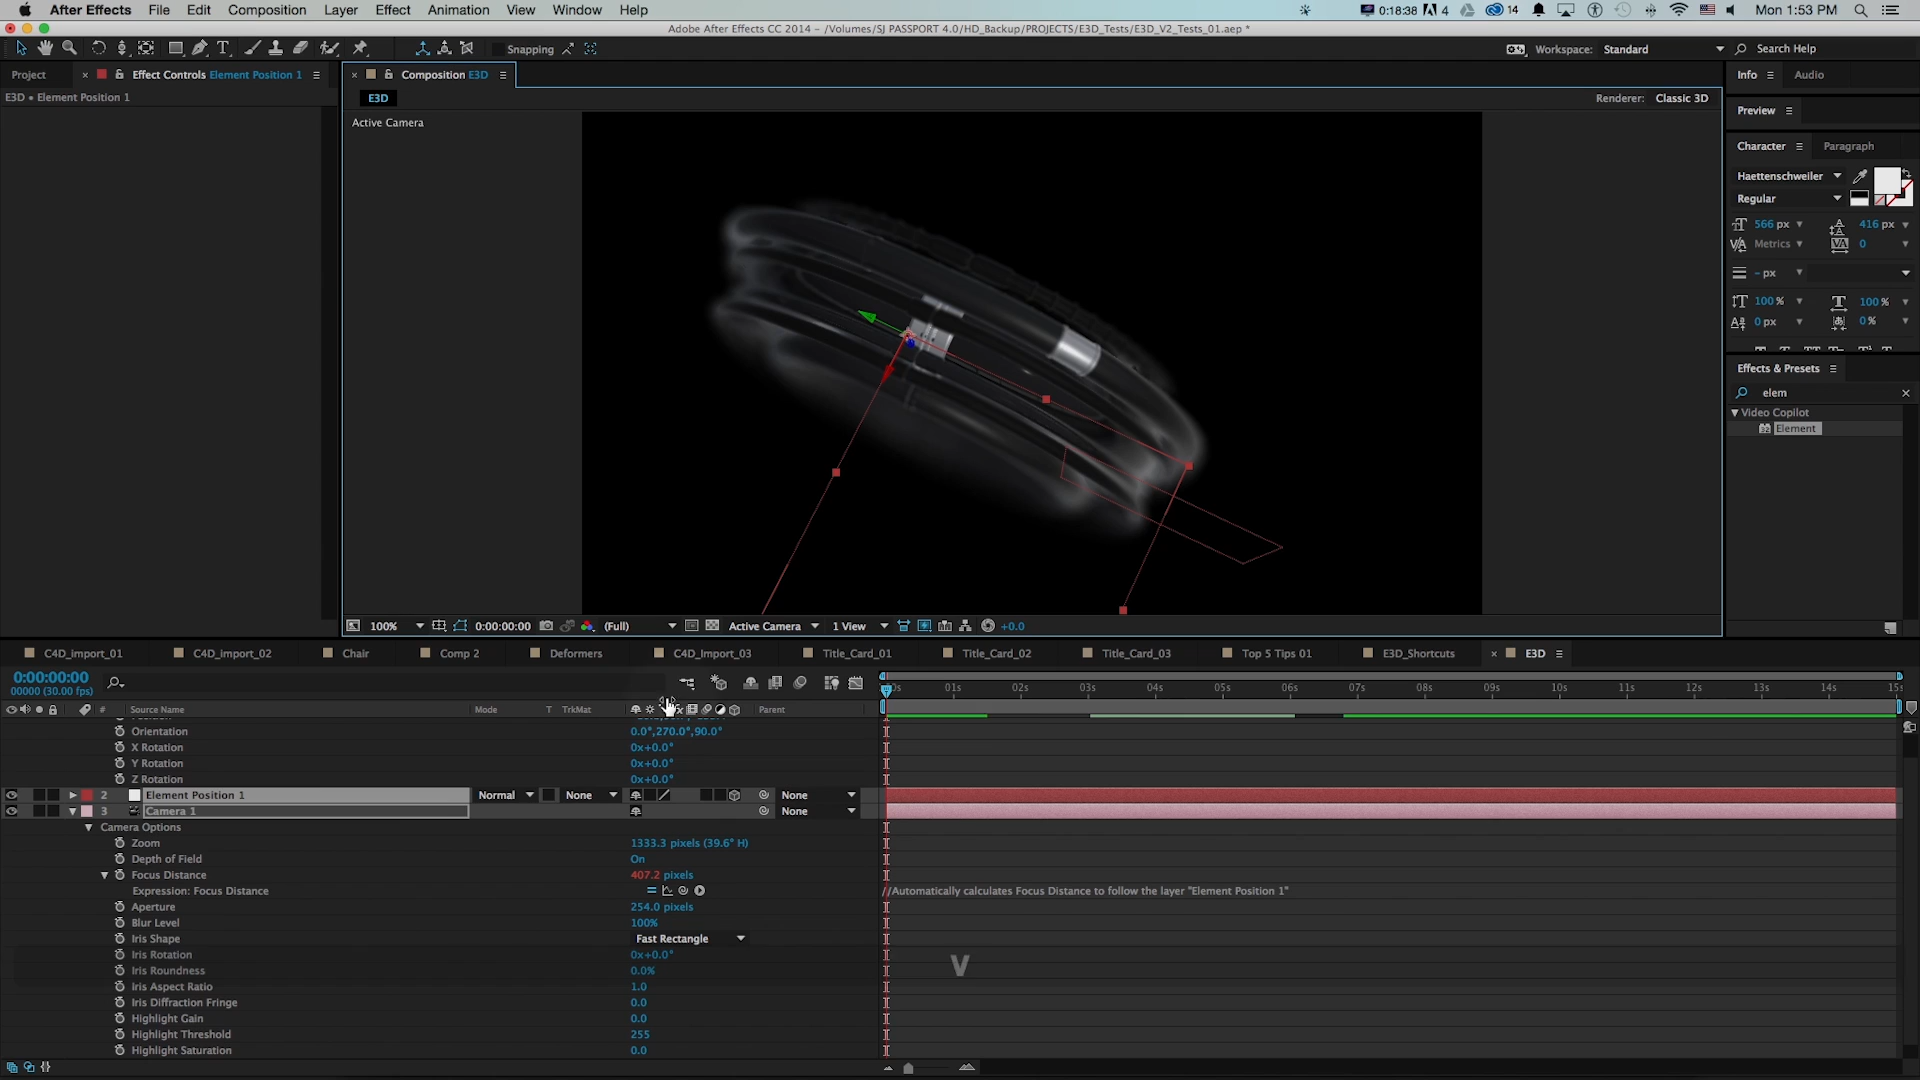 After Effects File Edit Composition Layer Effect Animation View Window Help 0:18:38 4 14 Mon 1:53 PM
Adobe After Effects CC 2014 - /Volumes/SJ PASSPORT 4.0/HD_Backup/PROJECTS/E3D_Tests/E3D_V2_Tests_01.aep *
Snapping Workspace: Standard Search Help
Project Effect Controls Element Position 1 Composition E3D Info Audio
E3D • Element Position 1 E3D Renderer: Classic 3D
Preview
Active Camera
Character Paragraph
Haettenschweiler
Regular
566 px 416 px
Metrics 0
- px
100 % 100 %
0 px 0 %
Effects & Presets
elem
Video Copilot
Element
100% 0:00:00:00 (Full) Active Camera 1 View +0.0
C4D_import_01 C4D_import_02 Chair Comp 2 Deformers C4D_Import_03 Title_Card_01 Title_Card_02 Title_Card_03 Top 5 Tips 01 E3D_Shortcuts E3D
0:00:00:00
00000 (30.00 fps)
0s 01s 02s 03s 04s 05s 06s 07s 08s 09s 10s 11s 12s 13s 14s 15s
# Source Name Mode T TrkMat Parent
Orientation 0.0°,270.0°,90.0°
X Rotation 0x+0.0°
Y Rotation 0x+0.0°
Z Rotation 0x+0.0°
2 Element Position 1 Normal None None
3 Camera 1 None
Camera Options
Zoom 1333.3 pixels (39.6° H)
Depth of Field On
Focus Distance 407.2 pixels
Expression: Focus Distance //Automatically calculates Focus Distance to follow the layer "Element Position 1"
Aperture 254.0 pixels
Blur Level 100%
Iris Shape Fast Rectangle
Iris Rotation 0x+0.0°
Iris Roundness 0.0%
Iris Aspect Ratio 1.0
Iris Diffraction Fringe 0.0
Highlight Gain 0.0
Highlight Threshold 255
Highlight Saturation 0.0
V